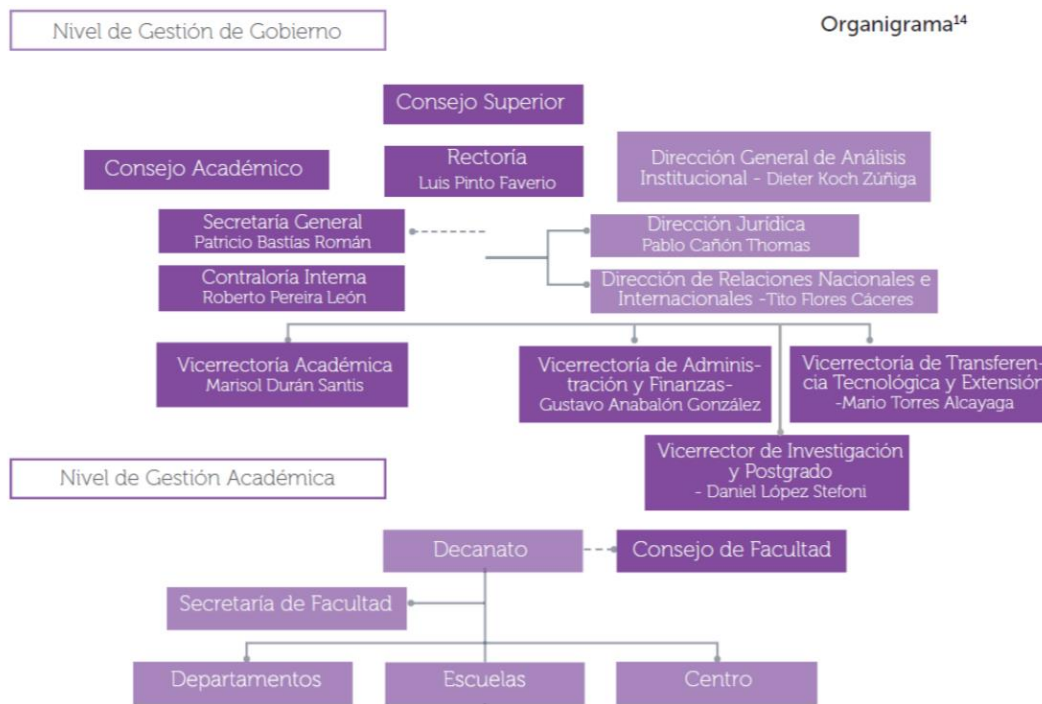 Nivel de Gestión de Gobierno
Organigrama¹⁴
Consejo Superior
Consejo Académico
Rectoría
Luis Pinto Faverio
Dirección General de Análisis
Institucional - Dieter Koch Zúñiga
Secretaría General
Patricio Bastías Román
Dirección Jurídica
Pablo Cañón Thomas
Contraloría Interna
Roberto Pereira León
Dirección de Relaciones Nacionales e
Internacionales -Tito Flores Cáceres
Vicerrectoría Académica
Marisol Durán Santis
Vicerrectoría de Adminis-
tración y Finanzas-
Gustavo Anabalón González
Vicerrectoría de Transferen-
cia Tecnológica y Extensión
-Mario Torres Alcayaga
Vicerrector de Investigación
y Postgrado
- Daniel López Stefoni
Nivel de Gestión Académica
Decanato
Consejo de Facultad
Secretaría de Facultad
Departamentos
Escuelas
Centro